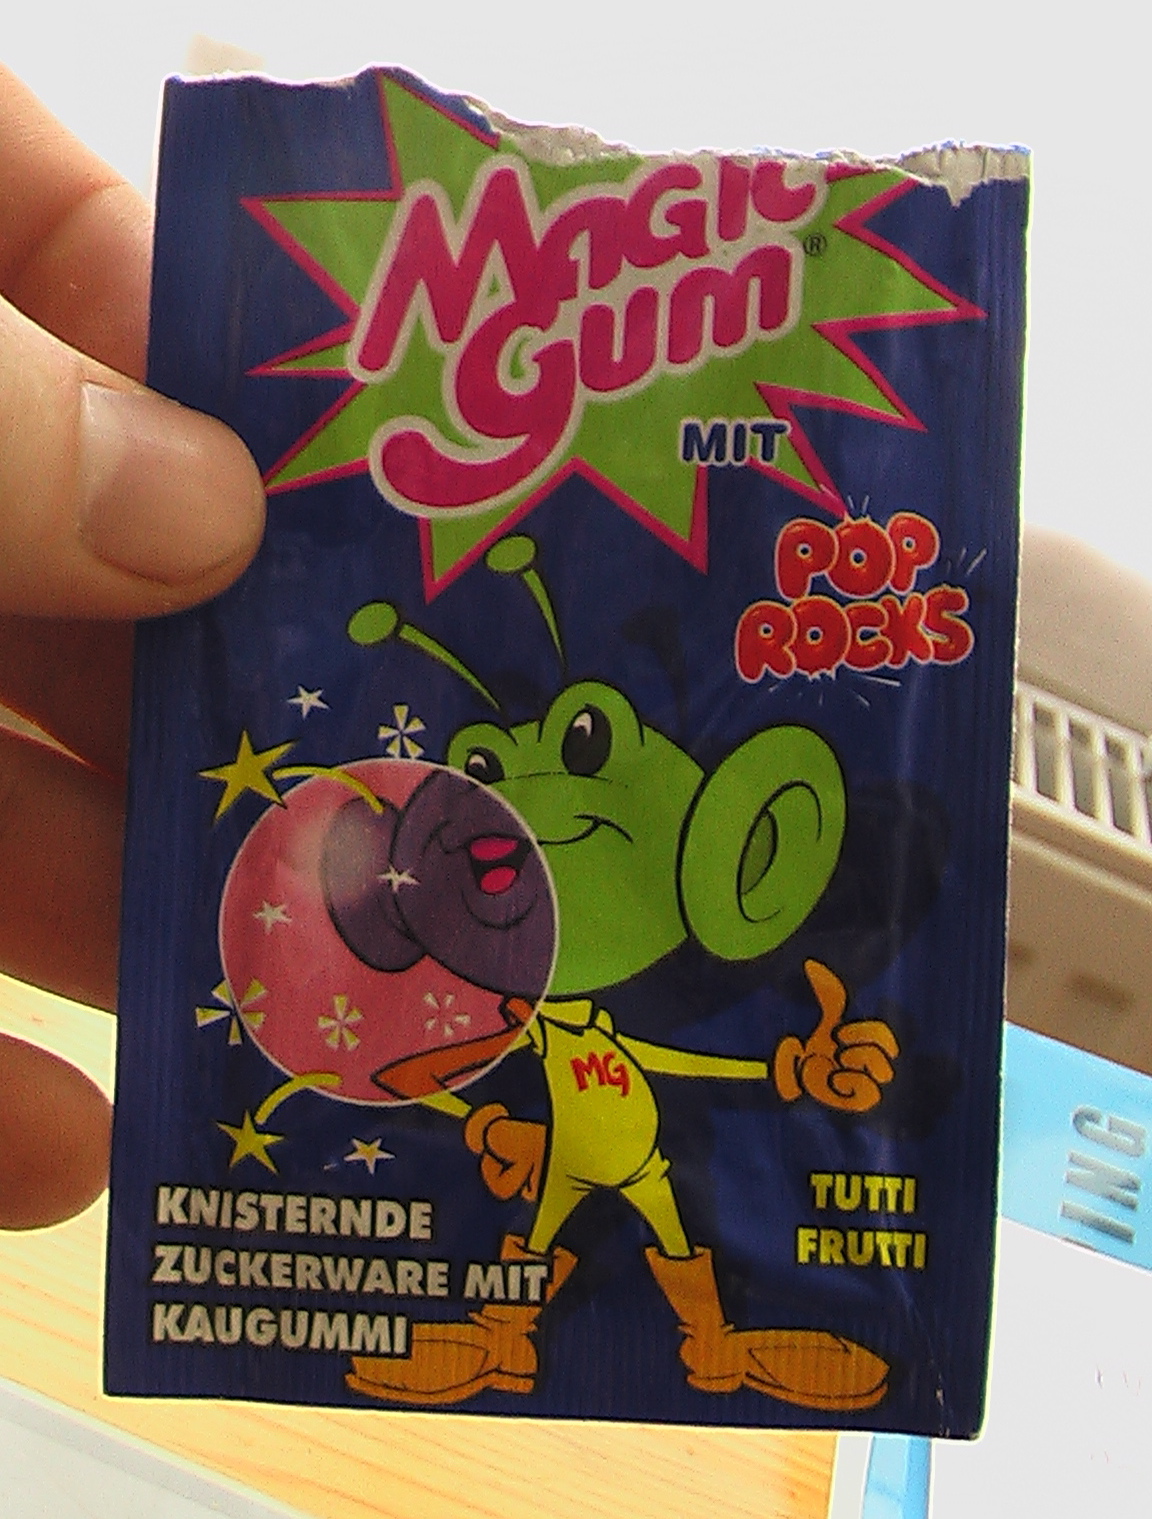 MAGIC
GUM®
MIT
POP
ROCKS
MG
KNISTERNDE
ZUCKERWARE MIT
KAUGUMMI
TUTTI
FRUTTI
ING